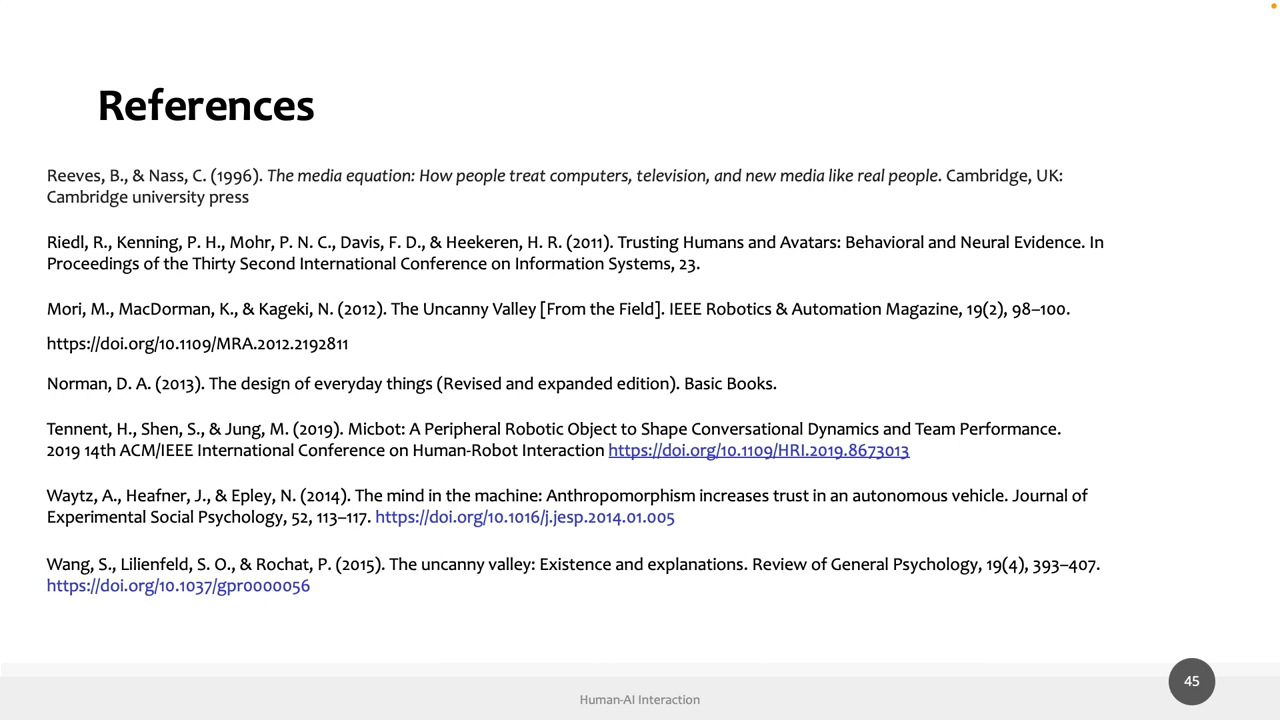 References
Reeves, B., & Nass, C. (1996). The media equation: How people treat computers, television, and new media like real people. Cambridge, UK:
Cambridge university press
Riedl, R., Kenning, P. H., Mohr, P. N. C., Davis, F. D., & Heekeren, H. R. (2011). Trusting Humans and Avatars: Behavioral and Neural Evidence. In
Proceedings of the Thirty Second International Conference on Information Systems, 23.
Mori, M., MacDorman, K., & Kageki, N. (2012). The Uncanny Valley [From the Field]. IEEE Robotics & Automation Magazine, 19(2), 98–100.
https://doi.org/10.1109/MRA.2012.2192811
Norman, D. A. (2013). The design of everyday things (Revised and expanded edition). Basic Books.
Tennent, H., Shen, S., & Jung, M. (2019). Micbot: A Peripheral Robotic Object to Shape Conversational Dynamics and Team Performance.
2019 14th ACM/IEEE International Conference on Human-Robot Interaction https://doi.org/10.1109/HRI.2019.8673013
Waytz, A., Heafner, J., & Epley, N. (2014). The mind in the machine: Anthropomorphism increases trust in an autonomous vehicle. Journal of
Experimental Social Psychology, 52, 113–117. https://doi.org/10.1016/j.jesp.2014.01.005
Wang, S., Lilienfeld, S. O., & Rochat, P. (2015). The uncanny valley: Existence and explanations. Review of General Psychology, 19(4), 393–407.
https://doi.org/10.1037/gpr0000056
45
Human-AI Interaction